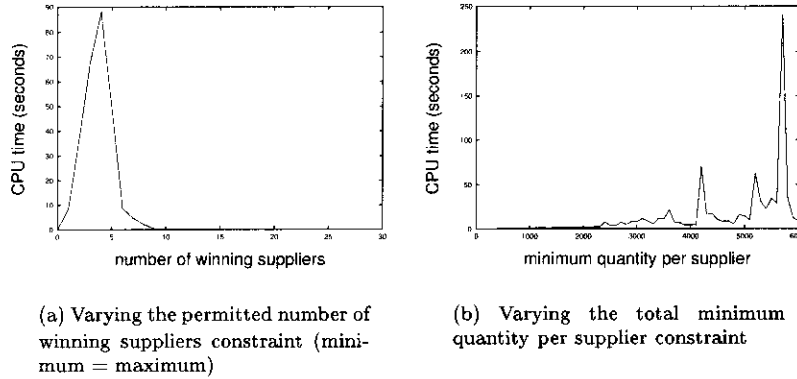 CPU time (seconds)
90
80
70
60
50
40
30
20
10
0
0 5 10 15 20 25 30
number of winning suppliers
(a) Varying the permitted number of
winning suppliers constraint (mini-
mum = maximum)
CPU time (seconds)
250
200
150
100
50
0
0 1000 2000 3000 4000 5000 600
minimum quantity per supplier
(b) Varying the total minimum
quantity per supplier constraint